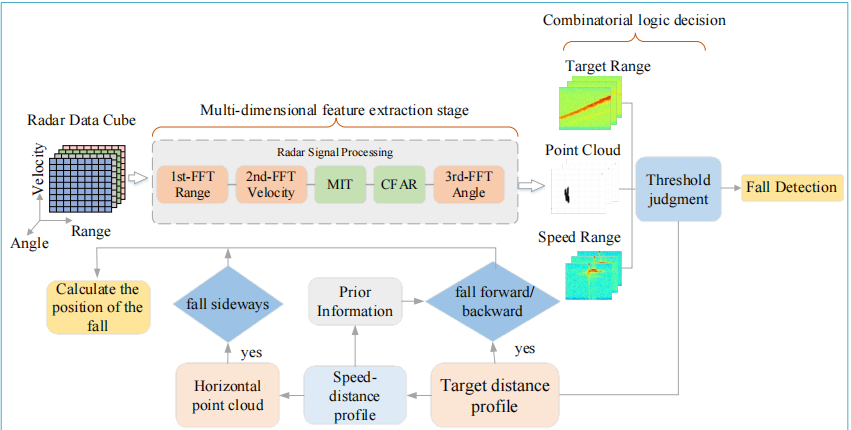 Combinatorial logic decision
Target Range
Multi-dimensional feature extraction stage
Radar Data Cube
Radar Signal Processing
Velocity
1st-FFT
Range
2nd-FFT
Velocity
MIT
CFAR
3rd-FFT
Angle
Point Cloud
Threshold
judgment
Fall Detection
Angle
Range
Speed Range
Calculate the
position of the
fall
fall sideways
Prior
Information
fall forward/
backward
yes
yes
Horizontal
point cloud
Speed-
distance
profile
Target distance
profile